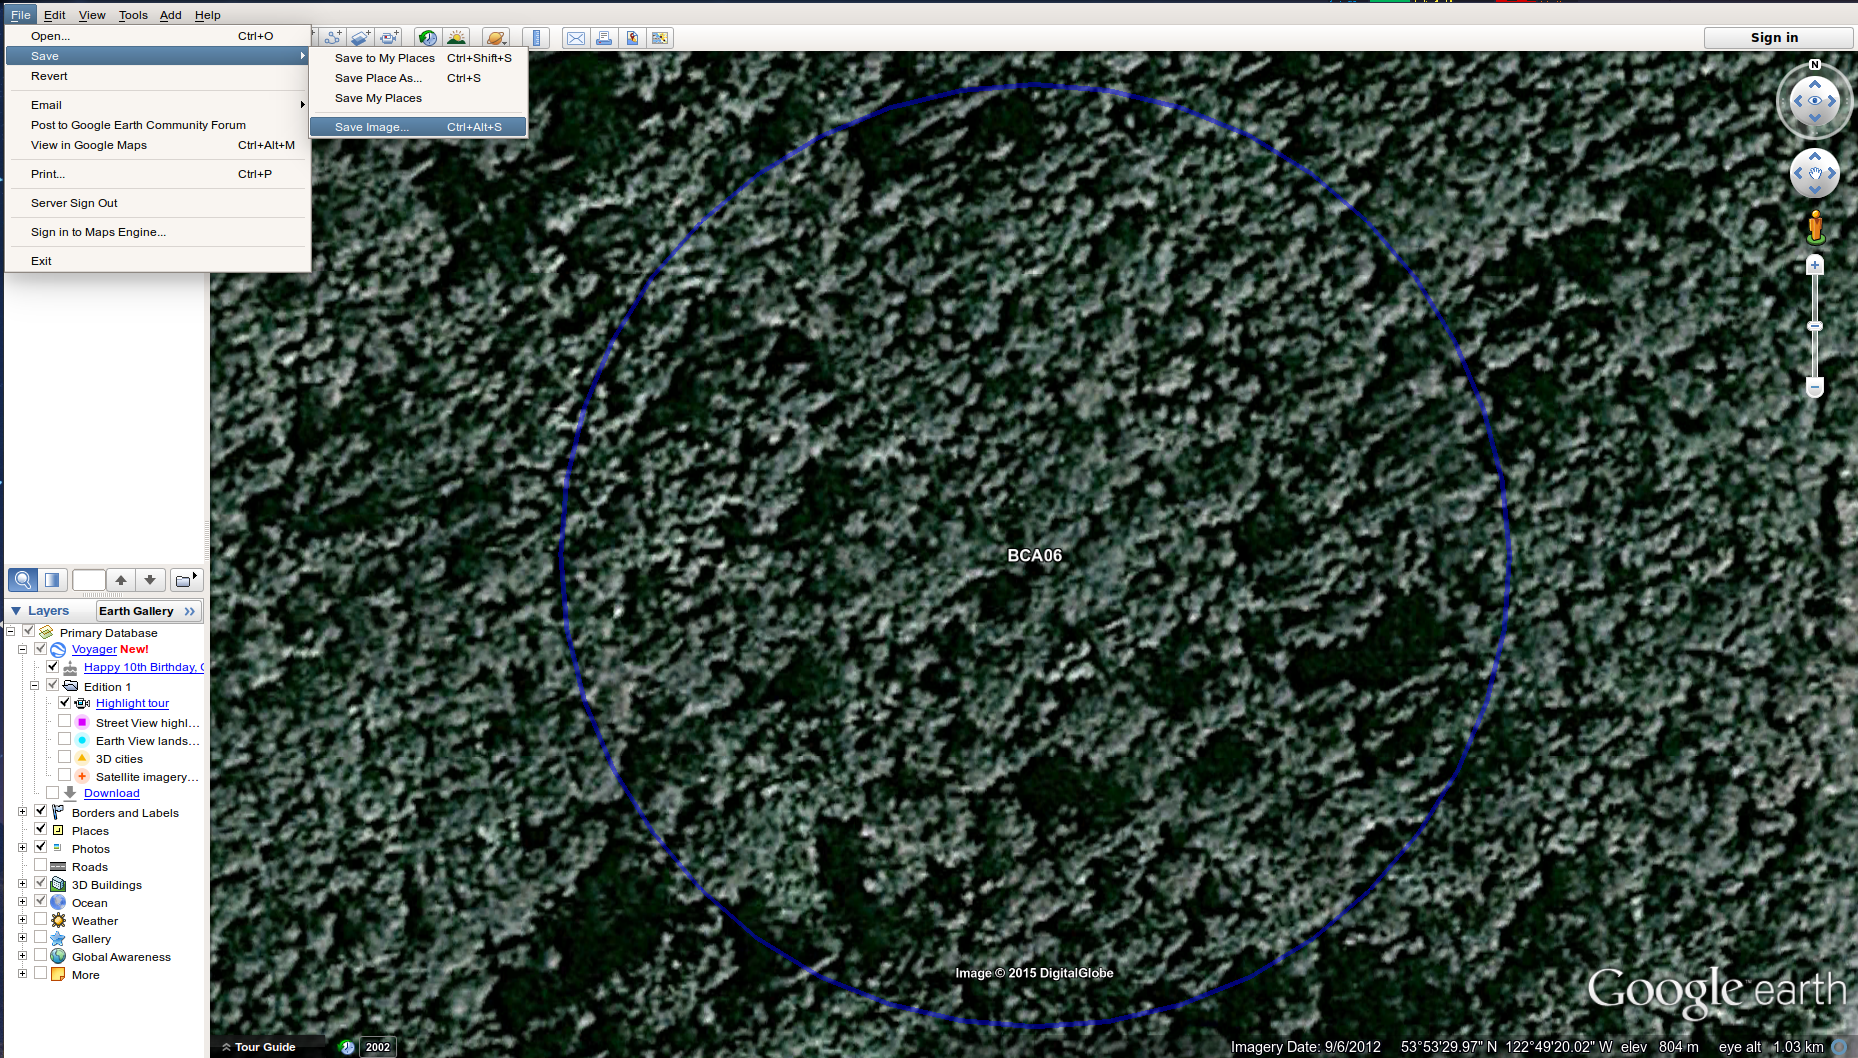 File Edit View Tools Add Help
Open... Ctrl+O
Save
Revert
Email
Post to Google Earth Community Forum
View in Google Maps Ctrl+Alt+M
Print... Ctrl+P
Server Sign Out
Sign in to Maps Engine...
Exit
Save to My Places Ctrl+Shift+S
Save Place As... Ctrl+S
Save My Places
Save Image... Ctrl+Alt+S
Sign in
N
BCA06
Layers
Earth Gallery
Primary Database
Voyager New!
Happy 10th Birthday,
Edition 1
Highlight tour
Street View highl...
Earth View lands...
3D cities
Satellite imagery...
Download
Borders and Labels
Places
Photos
Roads
3D Buildings
Ocean
Weather
Gallery
Global Awareness
More
Image © 2015 DigitalGlobe
Google earth
Tour Guide
2002
Imagery Date: 9/6/2012 53°53'29.97" N 122°49'20.02" W elev 804 m eye alt 1.03 km